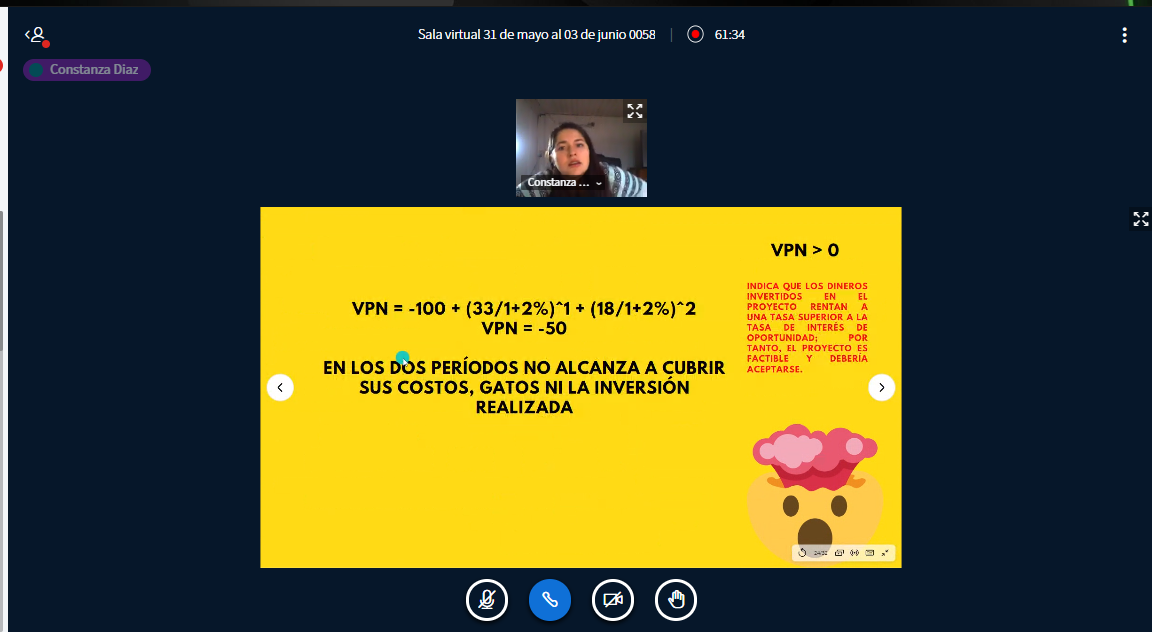 Sala virtual 31 de mayo al 03 de junio 0058 | 61:34
Constanza Diaz
Constanza ...
VPN > 0
INDICA QUE LOS DINEROS
INVERTIDOS EN EL
PROYECTO RENTAN A
UNA TASA SUPERIOR A LA
TASA DE INTERÉS DE
OPORTUNIDAD; POR
TANTO, EL PROYECTO ES
FACTIBLE Y DEBERÍA
ACEPTARSE.
VPN = -100 + (33/1+2%)^1 + (18/1+2%)^2
VPN = -50
EN LOS DOS PERÍODOS NO ALCANZA A CUBRIR
SUS COSTOS, GATOS NI LA INVERSIÓN
REALIZADA